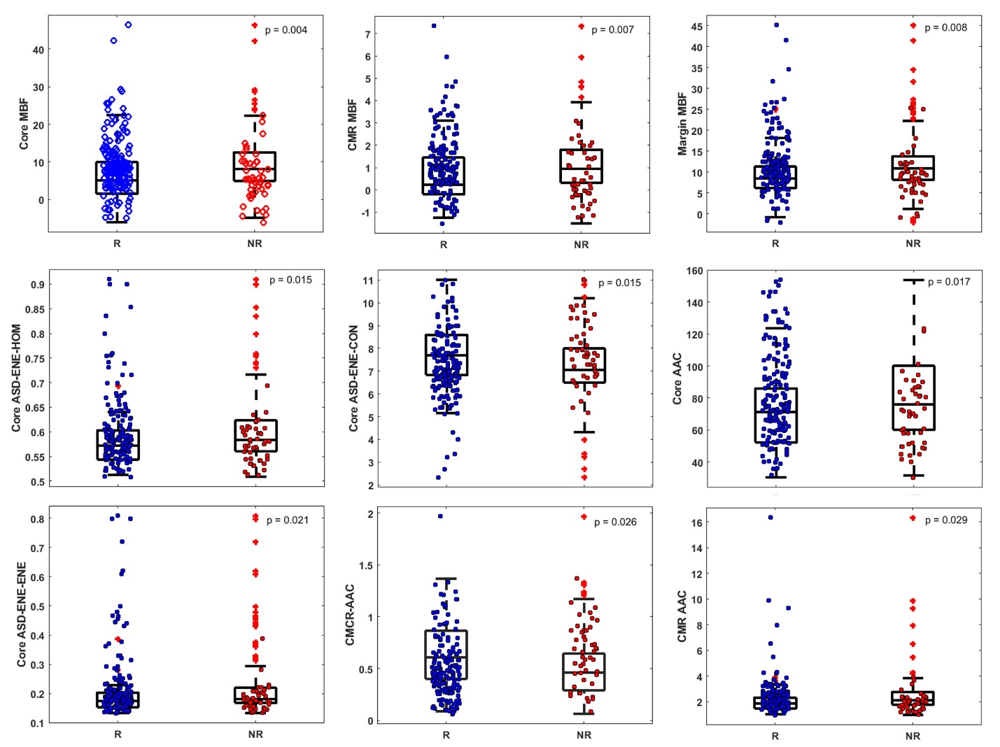 Core MBF
40
30
20
10
0
p = 0.004
R NR
CMR MBF
7
6
5
4
3
2
1
0
-1
p = 0.007
R NR
Margin MBF
45
40
35
30
25
20
15
10
5
0
p = 0.008
R NR
Core ASD-ENE-HOM
0.9
0.85
0.8
0.75
0.7
0.65
0.6
0.55
0.5
p = 0.015
Core ASD-ENE-CON
11
10
9
8
7
6
5
4
3
2
p = 0.015
Core AAC
160
140
120
100
80
60
40
p = 0.017
Core ASD-ENE-ENE
0.8
0.7
0.6
0.5
0.4
0.3
0.2
0.1
p = 0.021
R NR
CMCR-AAC
2
1.5
1
0.5
0
p = 0.026
R NR
CMR AAC
16
14
12
10
8
6
4
2
p = 0.029
R NR